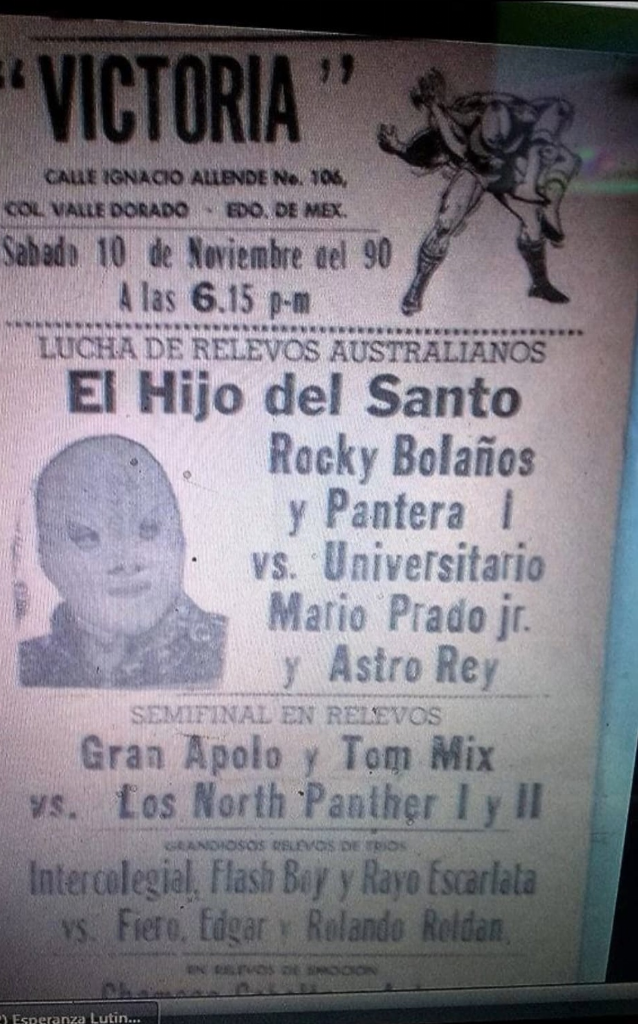 " VICTORIA "
CALLE IGNACIO ALLENDE No. 106,
COL. VALLE DORADO - EDO. DE MEX.
Sabado 10 de Noviembre del 90
A las 6.15 p-m
LUCHA DE RELEVOS AUSTRALIANOS
El Hijo del Santo
Rocky Bolaños
y Pantera I
vs. Universitario
Mario Prado jr.
y Astro Rey
SEMIFINAL EN RELEVOS
Gran Apolo y Tom Mix
vs. Los North Panther I y II
GRANDIOSOS RELEVOS DE TRIOS
Intercolegial, Flash Boy y Rayo Escarlata
vs. Fiero, Edgar y Rolando Roldan,
EN RELEVOS DE EMOCION
Esperanza Lutin...